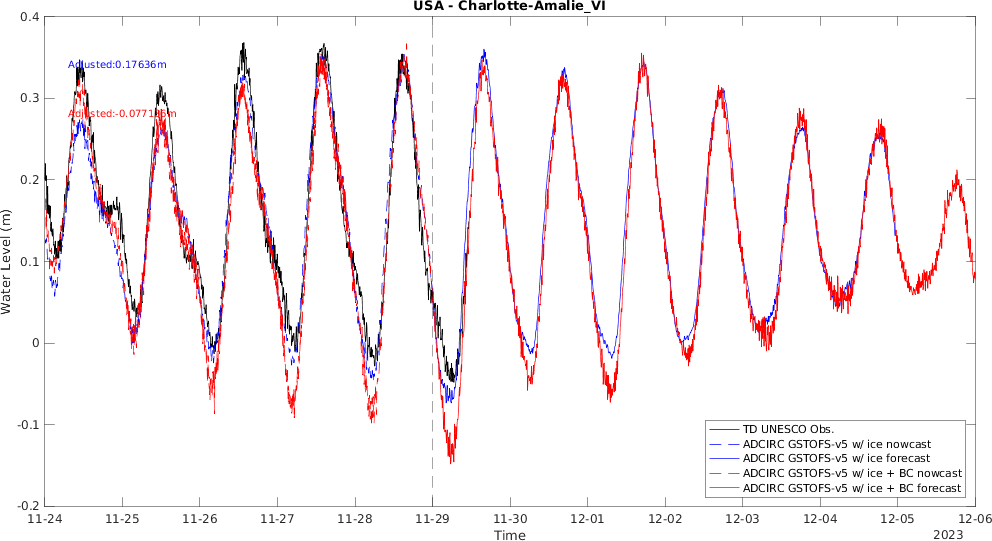 USA - Charlotte-Amalie_VI
0.4
0.3
0.2
0.1
0
-0.1
-0.2
Water Level (m)
Adjusted:0.17636m
11-24
11-25
11-26
11-27
11-28
11-29
11-30
12-01
12-02
12-03
12-04
12-05
12-06
Time
2023
TD UNESCO Obs.
ADCIRC GSTOFS-v5 w/ ice nowcast
ADCIRC GSTOFS-v5 w/ ice forecast
ADCIRC GSTOFS-v5 w/ ice + BC nowcast
ADCIRC GSTOFS-v5 w/ ice + BC forecast